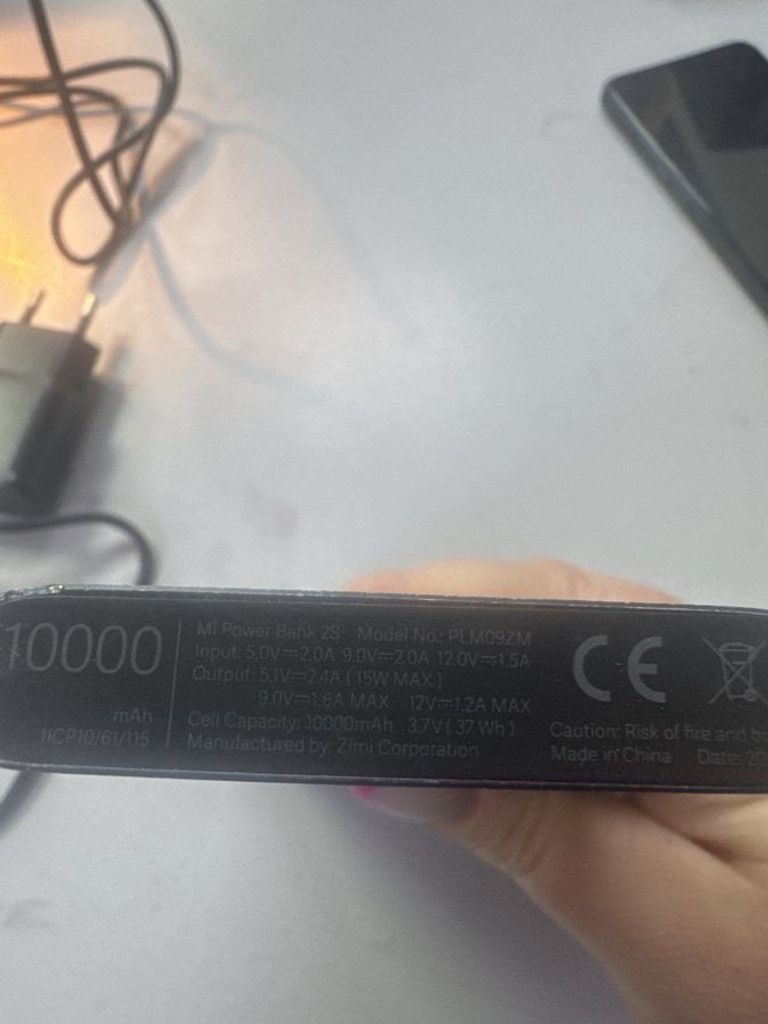 10000
mAh
1ICP10/61/115
MI Power Bank 2S Model No.: PLM09ZM
Input: 5.0V⎓2.0A 9.0V⎓2.0A 12.0V⎓1.5A
Output: 5.1V⎓2.4A ( 15W MAX )
9.0V⎓1.6A MAX 12V⎓1.2A MAX
Cell Capacity: 10000mAh 3.7V ( 37 Wh )
Manufactured by: Zimi Corporation
CE
Caution: Risk of fire and
Made in China Date: 20